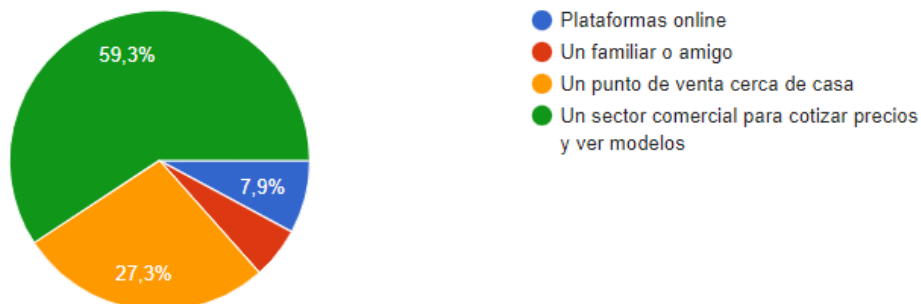 59,3%
7,9%
27,3%
Plataformas online
Un familiar o amigo
Un punto de venta cerca de casa
Un sector comercial para cotizar precios
y ver modelos